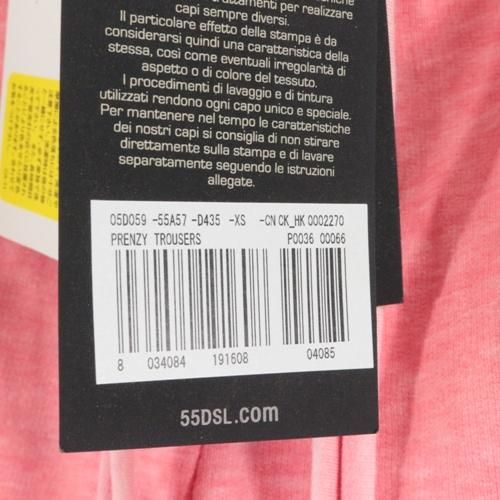 trattamenti per realizzare
capi sempre diversi.
Il particolare effetto della stampa è da
considerarsi quindi una caratteristica della
stessa, così come eventuali irregolarità di
aspetto o di colore del tessuto.
I procedimenti di lavaggio e di tintura
utilizzati rendono ogni capo unico e speciale.
Per mantenere nel tempo le caratteristiche
dei nostri capi si consiglia di non stirare
direttamente sulla stampa e di lavare
separatamente seguendo le istruzioni
allegate.
05D059 -55A57 -D435 -XS -CN CK_HK 0002270
PRENZY TROUSERS P0036 00066
8 034084 191608 04085
55DSL.com